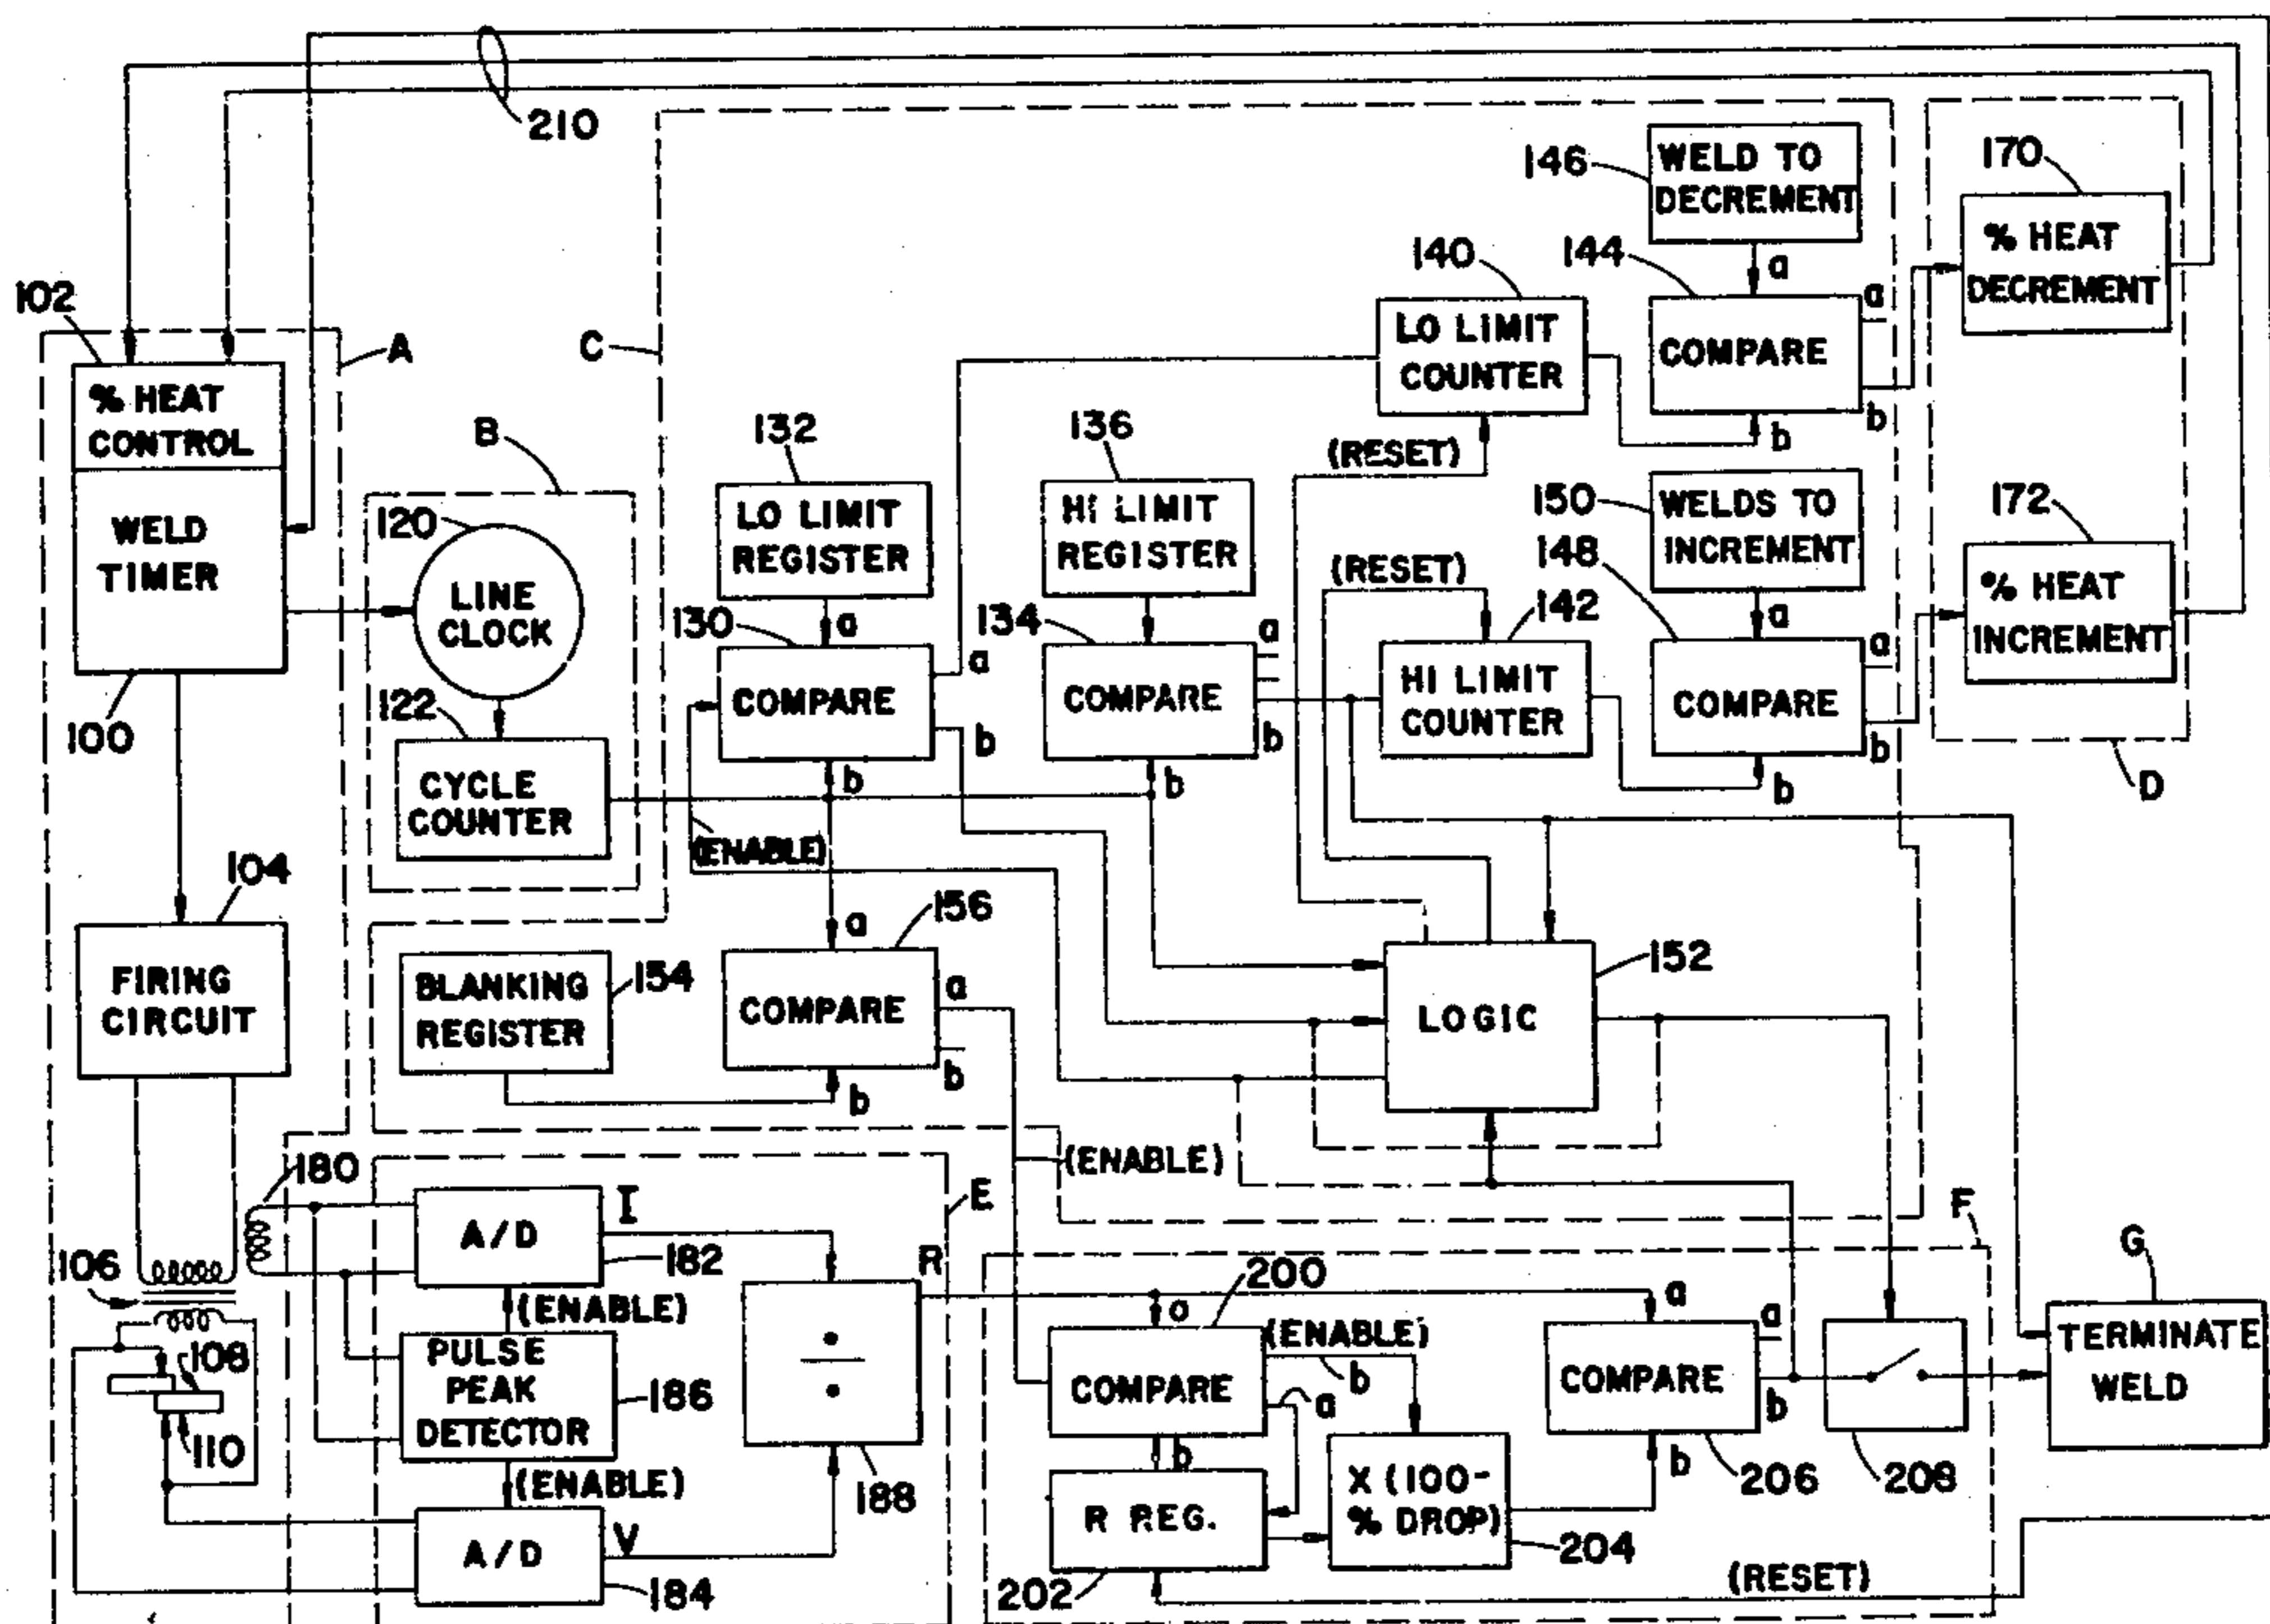 210
146
WELD TO
DECREMENT
170
% HEAT
DECREMENT
140
144
a
LO LIMIT
COUNTER
COMPARE
a
b
b
(RESET)
102
A
C
% HEAT
CONTROL
WELD
TIMER
100
B
120
LINE
CLOCK
122
CYCLE
COUNTER
132
LO LIMIT
REGISTER
130
a
COMPARE
a
b
b
(ENABLE)
136
HI LIMIT
REGISTER
134
COMPARE
a
b
b
(RESET)
142
HI LIMIT
COUNTER
150
WELDS TO
INCREMENT
148
a
COMPARE
a
b
b
172
% HEAT
INCREMENT
D
104
FIRING
CIRCUIT
BLANKING
REGISTER
154
156
a
COMPARE
a
b
b
152
LOGIC
(ENABLE)
180
106
108
110
E
A/D
I
182
(ENABLE)
PULSE
PEAK
DETECTOR
186
(ENABLE)
A/D
V
184
R
÷
188
F
200
a
COMPARE
(ENABLE)
b
a
b
R REG.
202
X (100-
% DROP)
204
a
COMPARE
a
b
b
206
208
G
TERMINATE
WELD
(RESET)